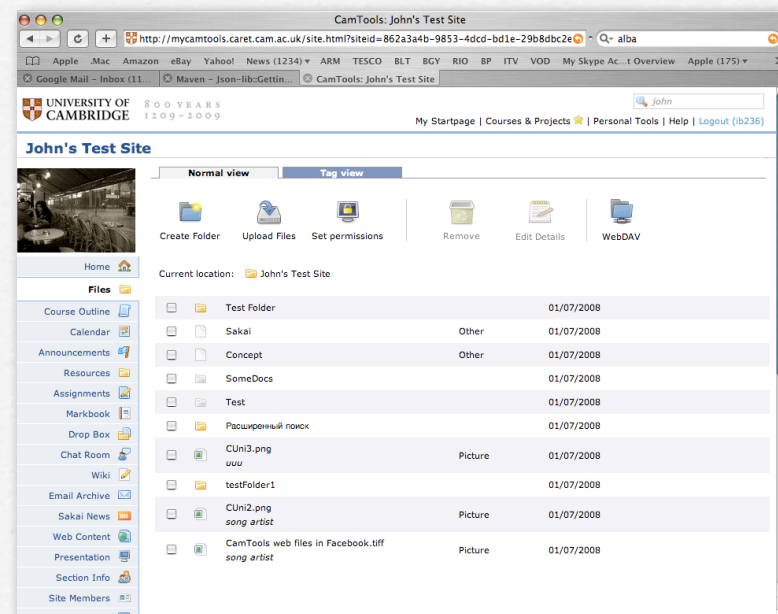 CamTools: John's Test Site
http://mycamtools.caret.cam.ac.uk/site.html?siteid=862a3a4b-9853-4dcd-bd1e-29b8dbc2e
alba
Apple .Mac Amazon eBay Yahoo! News (1234) ARM TESCO BLT BGY RIO BP ITV VOD My Skype Ac...t Overview Apple (175)
Google Mail - Inbox (11... Maven - Json-lib::Gettin... CamTools: John's Test Site
UNIVERSITY OF
CAMBRIDGE
800 YEARS
1209~2009
john
My Startpage | Courses & Projects | Personal Tools | Help | Logout (ib236)
John's Test Site
Normal view Tag view
Create Folder Upload Files Set permissions Remove Edit Details WebDAV
Current location: John's Test Site
Home
Files
Course Outline
Calendar
Announcements
Resources
Assignments
Markbook
Drop Box
Chat Room
Wiki
Email Archive
Sakai News
Web Content
Presentation
Section Info
Site Members
Test Folder 01/07/2008
Sakai Other 01/07/2008
Concept Other 01/07/2008
SomeDocs 01/07/2008
Test 01/07/2008
Расширенный поиск 01/07/2008
CUni3.png Picture 01/07/2008
uuu
testFolder1 01/07/2008
CUni2.png Picture 01/07/2008
song artist
CamTools web files in Facebook.tiff Picture 01/07/2008
song artist